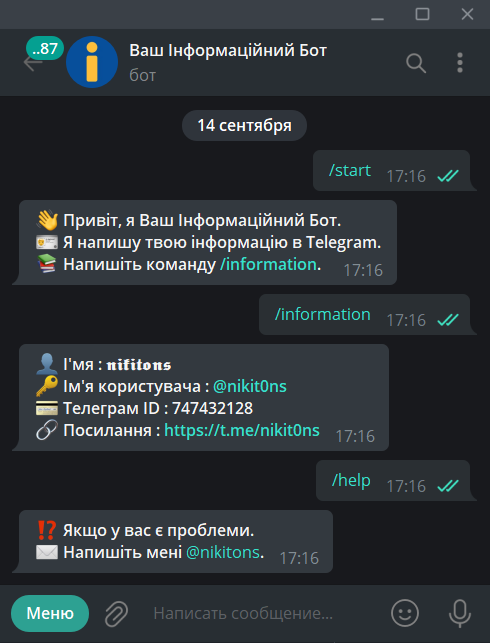 ..87
Ваш Інформаційний Бот
бот
14 сентября
/start 17:16
👋 Привіт, я Ваш Інформаційний Бот.
🪪 Я напишу твою інформацію в Telegram.
📚 Напишіть команду /information. 17:16
/information 17:16
👤 І'мя : 𝖓𝖎𝖐𝖎𝖙𝖔𝖓𝖘
🔑 Ім'я користувача : @nikit0ns
💳 Телеграм ID : 747432128
🔗 Посилання : https://t.me/nikit0ns 17:16
/help 17:16
⁉️ Якщо у вас є проблеми.
✉️ Напишіть мені @nikitons. 17:16
Меню Написать сообщение...